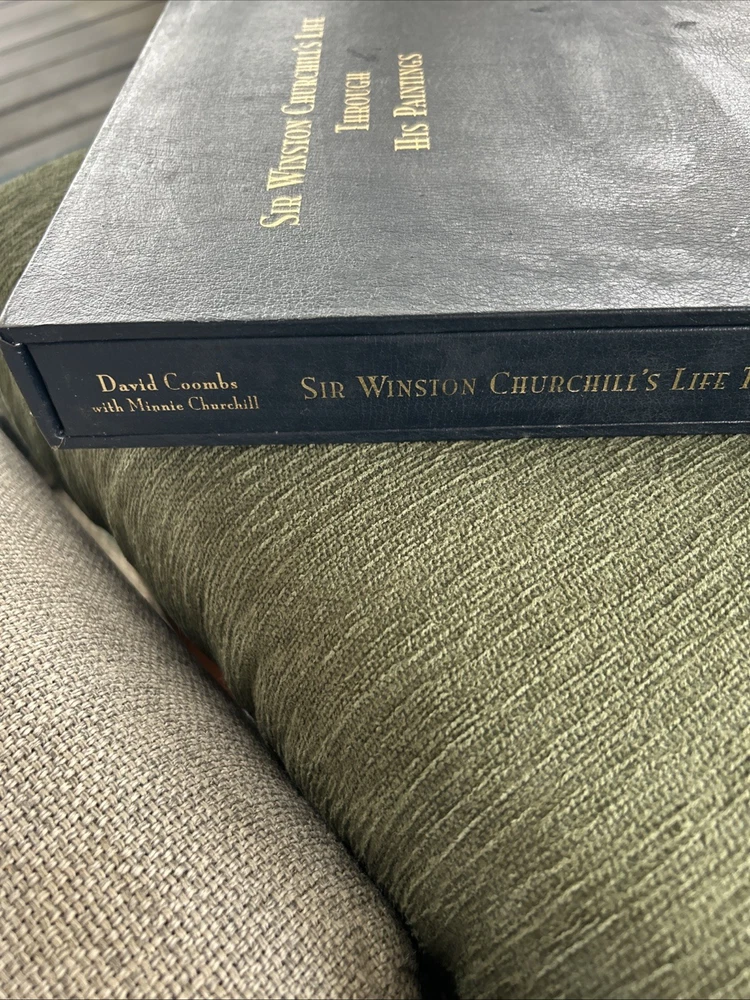 Sir Winston Churchill's Life
Through
His Paintings
David Coombs
with Minnie Churchill
Sir Winston Churchill's Life